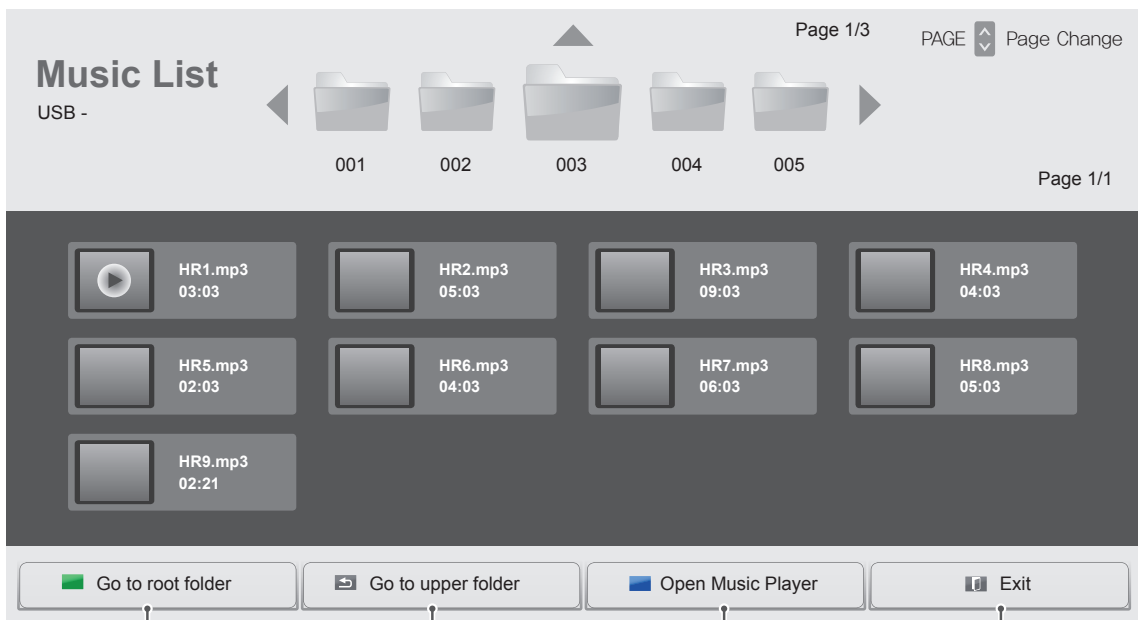 Page 1/3
PAGE Page Change
Music List
USB -
001 002 003 004 005
Page 1/1
HR1.mp3 HR2.mp3 HR3.mp3 HR4.mp3
03:03 05:03 09:03 04:03
HR5.mp3 HR6.mp3 HR7.mp3 HR8.mp3
02:03 04:03 06:03 05:03
HR9.mp3
02:21
Go to root folder Go to upper folder Open Music Player Exit